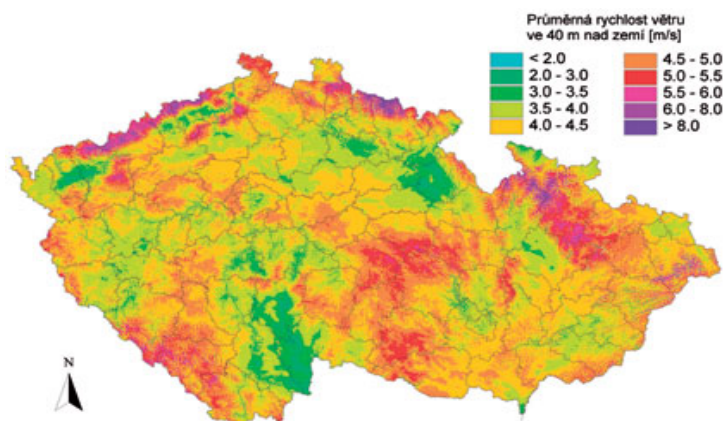 Průměrná rychlost větru
ve 40 m nad zemí [m/s]
< 2.0
2.0 - 3.0
3.0 - 3.5
3.5 - 4.0
4.0 - 4.5
4.5 - 5.0
5.0 - 5.5
5.5 - 6.0
6.0 - 8.0
> 8.0
N